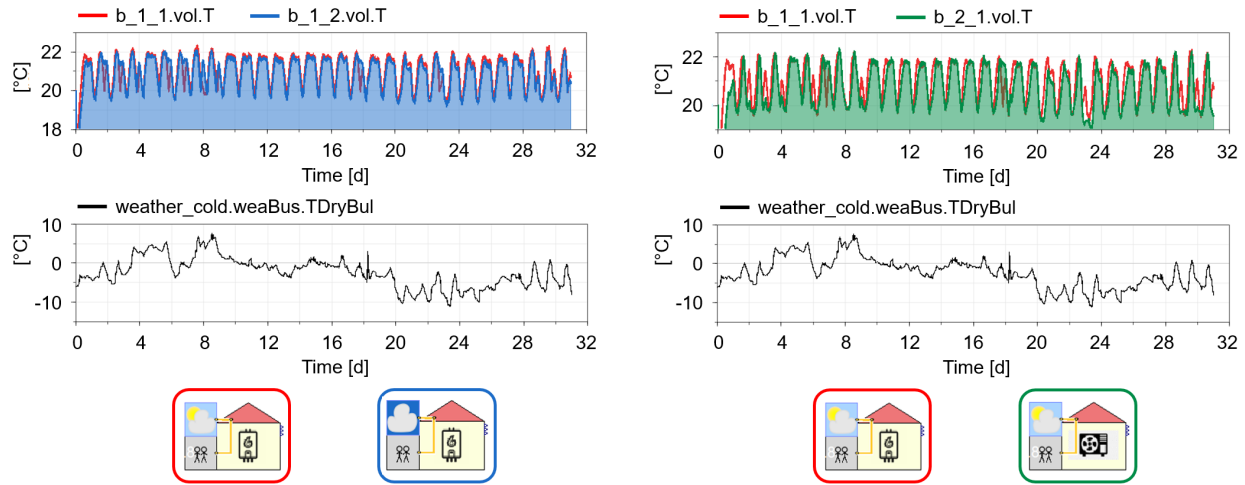 b_1_1.vol.T b_1_2.vol.T
[°C]
22
20
18
0 4 8 12 16 20 24 28 32
Time [d]
weather_cold.weaBus.TDryBul
[°C]
10
0
-10
0 4 8 12 16 20 24 28 32
Time [d]
b_1_1.vol.T b_2_1.vol.T
[°C]
22
20
0 4 8 12 16 20 24 28 32
Time [d]
weather_cold.weaBus.TDryBul
[°C]
10
0
-10
0 4 8 12 16 20 24 28 32
Time [d]